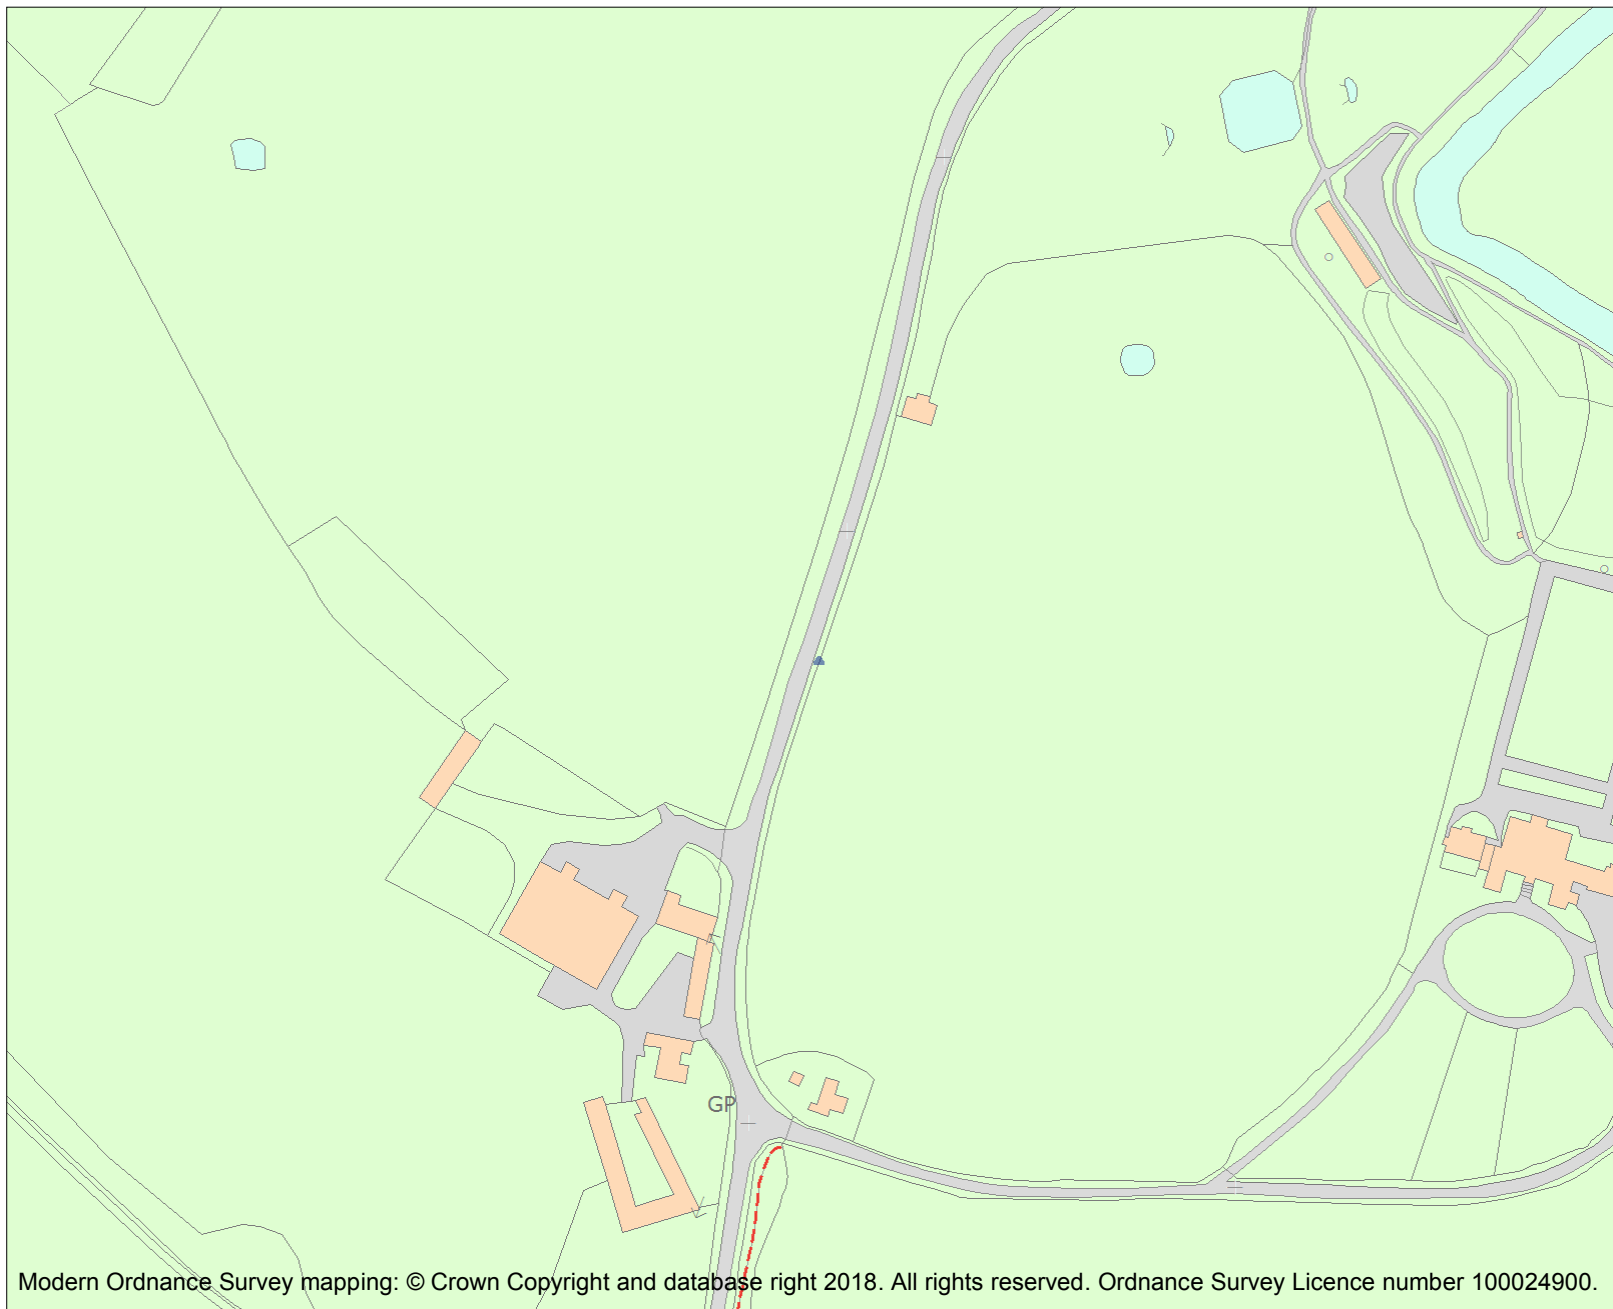 GP
Modern Ordnance Survey mapping: © Crown Copyright and database right 2018. All rights reserved. Ordnance Survey Licence number 100024900.